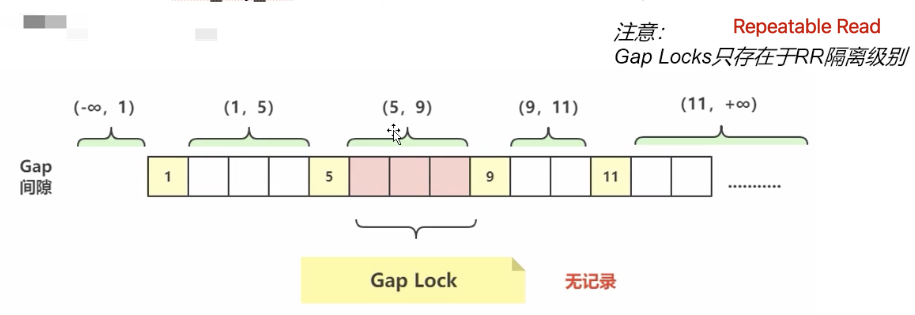 注意：
Repeatable Read
Gap Locks只存在于RR隔离级别
(-∞, 1)
(1, 5)
(5, 9)
(9, 11)
(11, +∞)
Gap
间隙
1
5
9
11
...........
Gap Lock
无记录